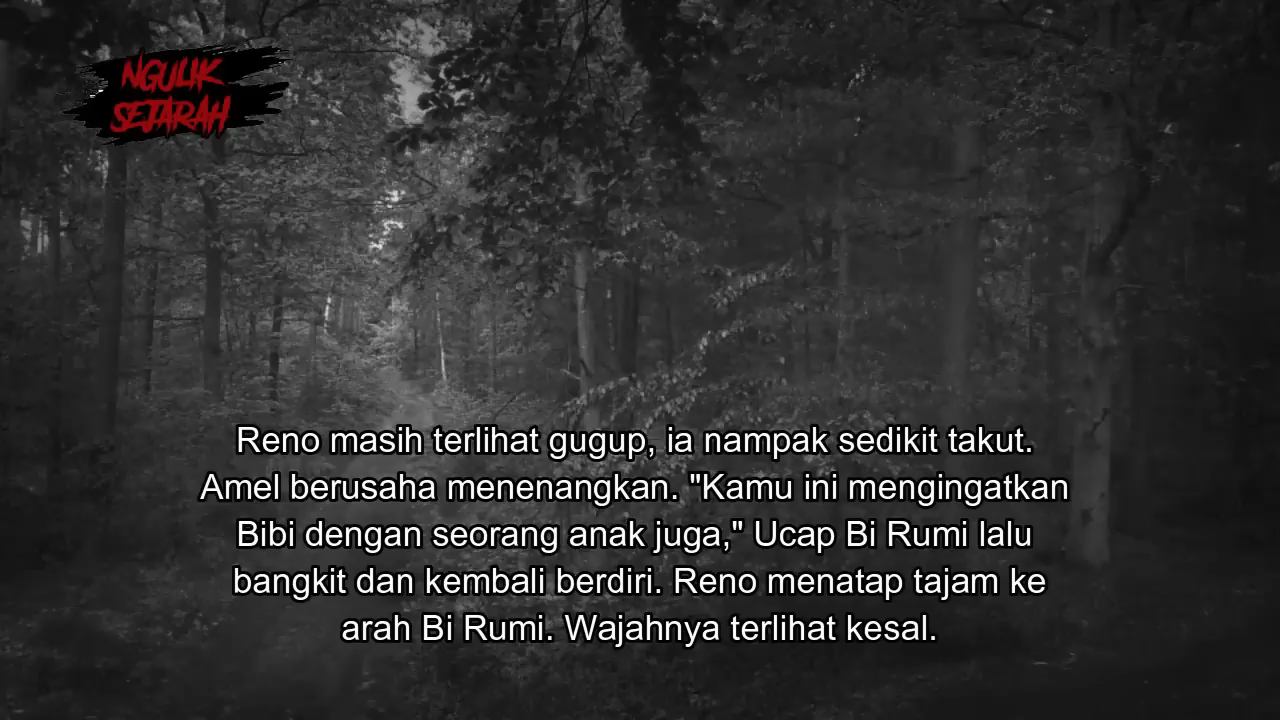 NGULIK
SEJARAH
Reno masih terlihat gugup, ia nampak sedikit takut.
Amel berusaha menenangkan. "Kamu ini mengingatkan
Bibi dengan seorang anak juga," Ucap Bi Rumi lalu
bangkit dan kembali berdiri. Reno menatap tajam ke
arah Bi Rumi. Wajahnya terlihat kesal.